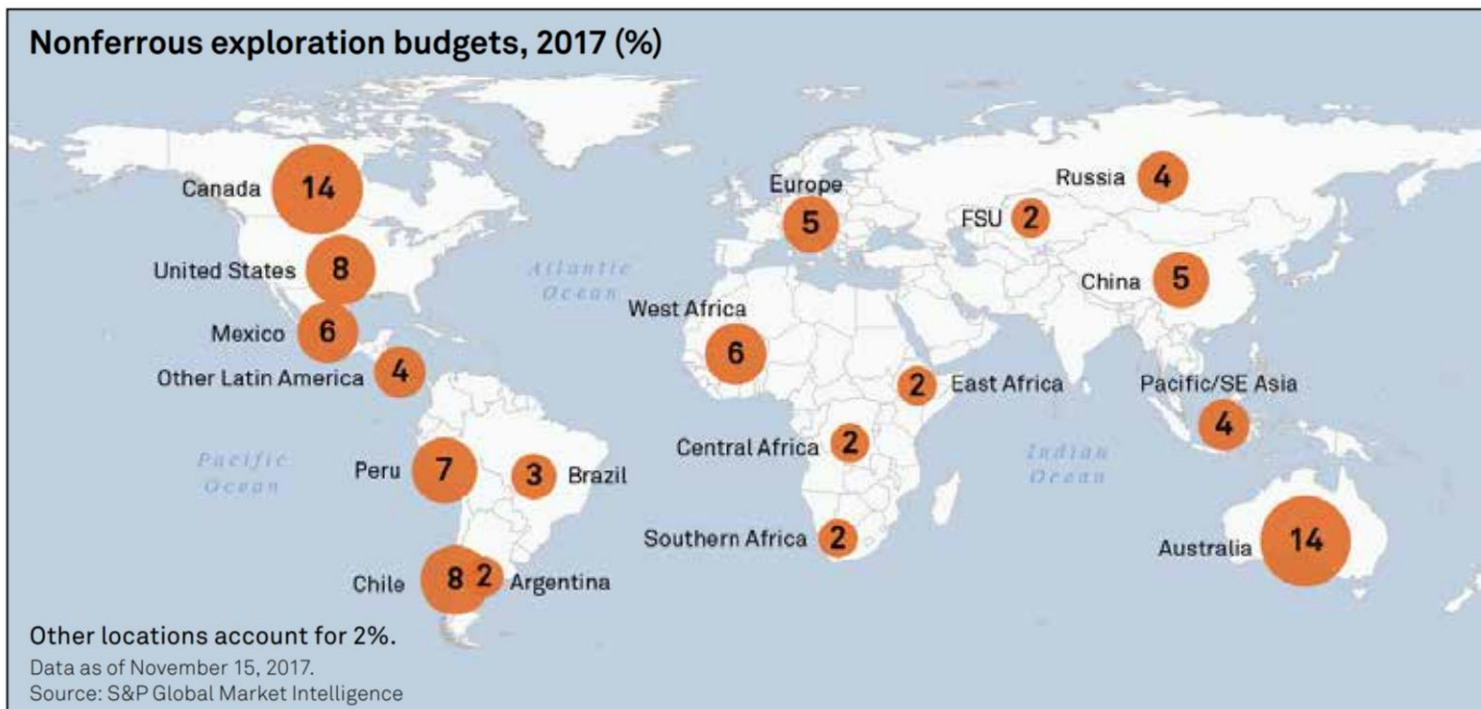 Nonferrous exploration budgets, 2017 (%)
Canada 14
United States 8
Mexico 6
Other Latin America 4
Peru 7
3 Brazil
Chile 8
2 Argentina
Atlantic
Ocean
Pacific
Ocean
Europe
5
West Africa
6
2 East Africa
Central Africa 2
Southern Africa 2
Russia 4
FSU 2
China 5
Pacific/SE Asia
4
Indian
Ocean
Australia 14
Other locations account for 2%.
Data as of November 15, 2017.
Source: S&P Global Market Intelligence